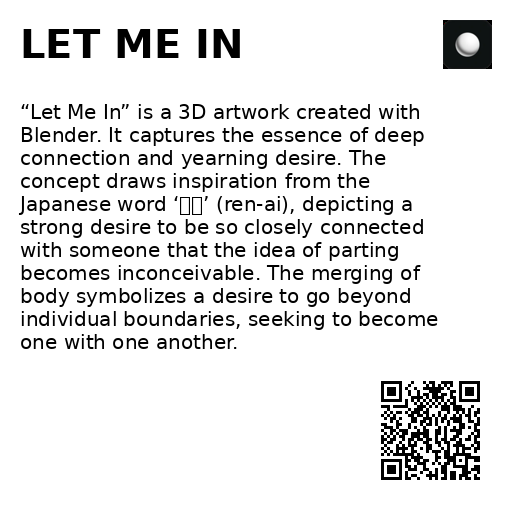 LET ME IN
“Let Me In” is a 3D artwork created with
Blender. It captures the essence of deep
connection and yearning desire. The
concept draws inspiration from the
Japanese word ‘▯▯’ (ren-ai), depicting a
strong desire to be so closely connected
with someone that the idea of parting
becomes inconceivable. The merging of
body symbolizes a desire to go beyond
individual boundaries, seeking to become
one with one another.